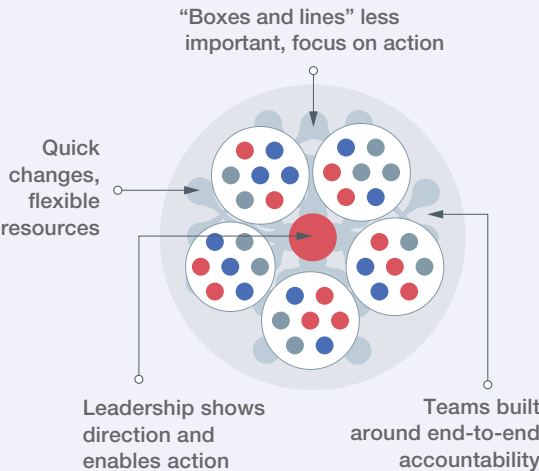 “Boxes and lines” less
important, focus on action
Quick
changes,
flexible
resources
Leadership shows
direction and
enables action
Teams built
around end-to-end
accountability